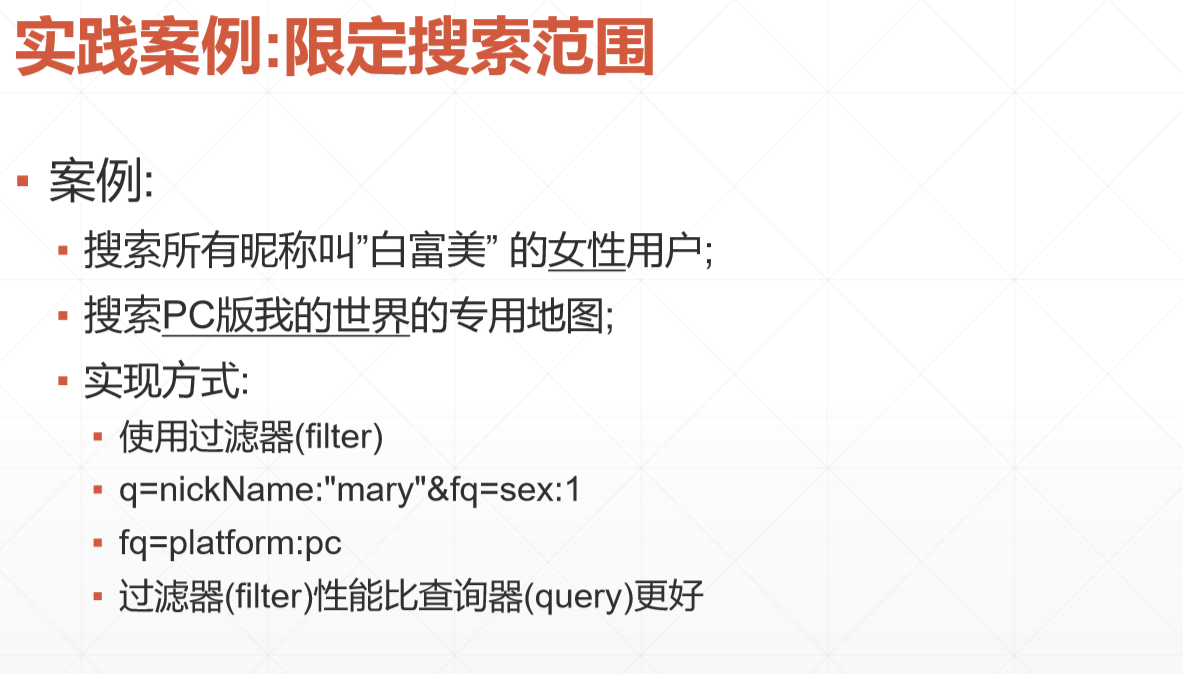 实践案例:限定搜索范围
案例:
搜索所有昵称叫”白富美” 的女性用户;
搜索PC版我的世界的专用地图;
实现方式:
使用过滤器(filter)
q=nickName:"mary"&fq=sex:1
fq=platform:pc
过滤器(filter)性能比查询器(query)更好